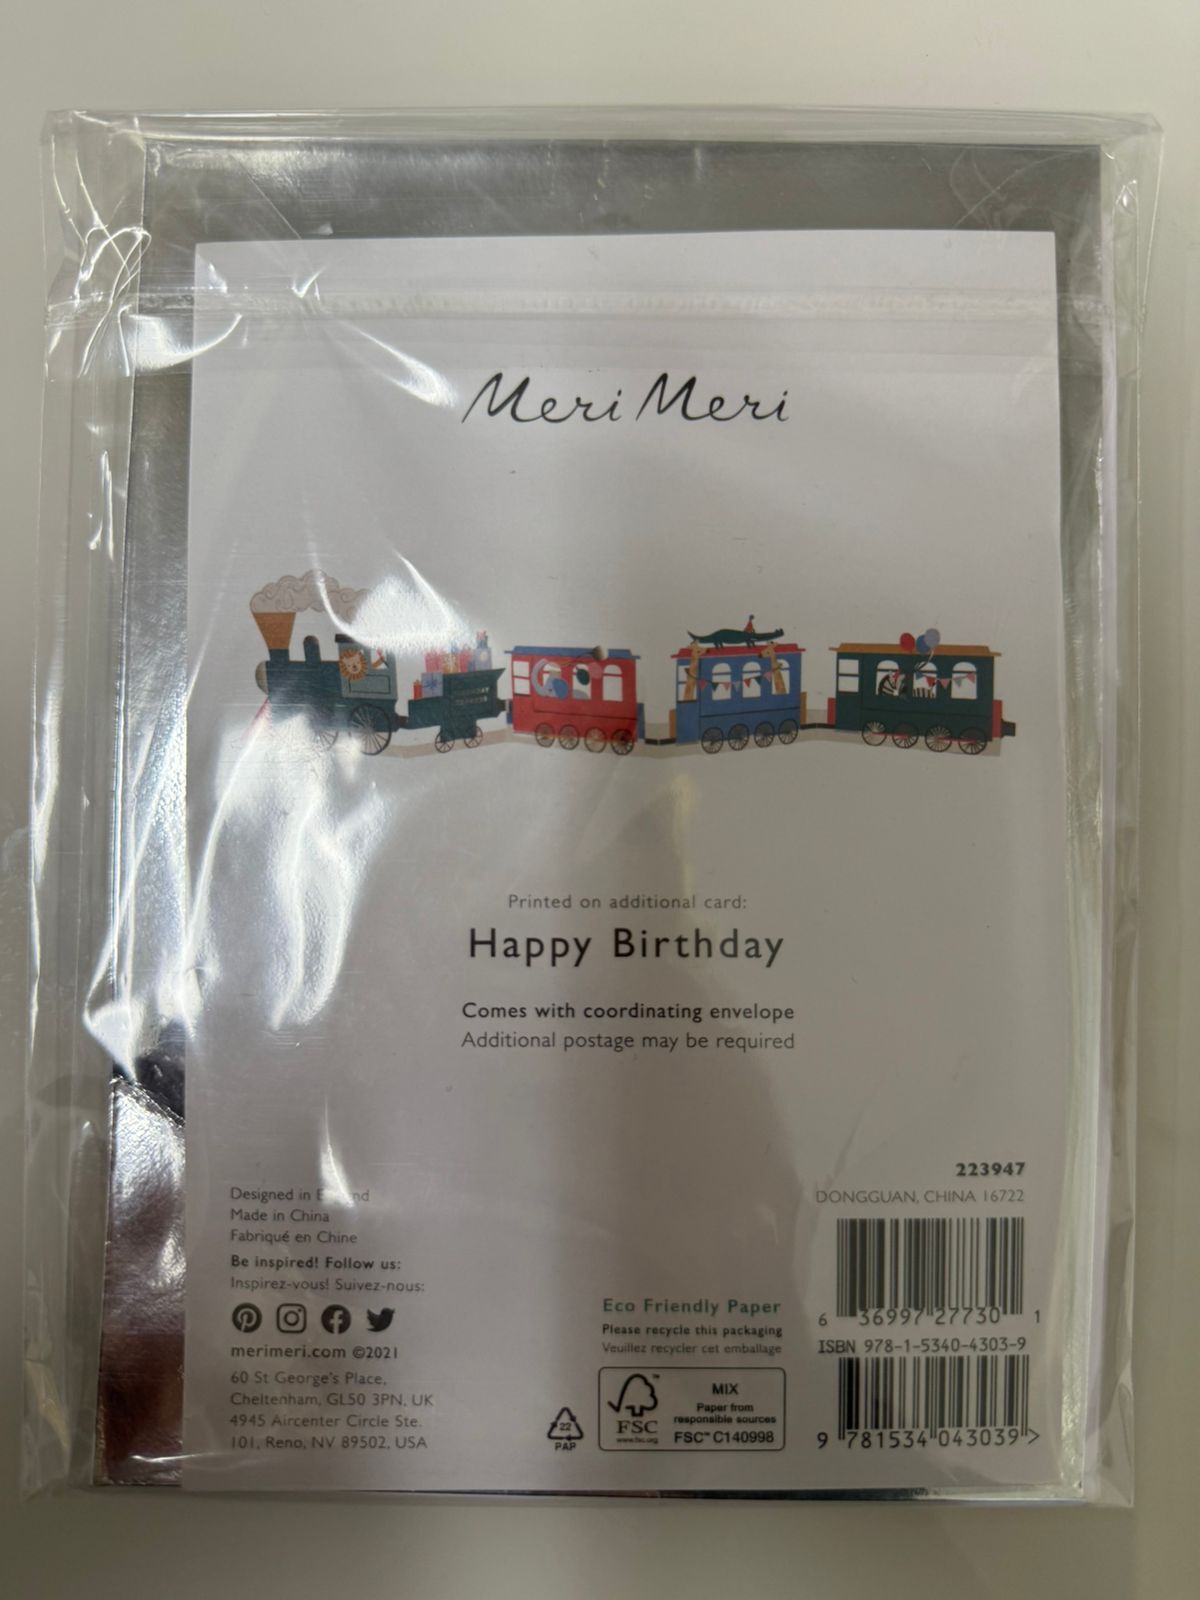 Meri Meri
Printed on additional card:
Happy Birthday
Comes with coordinating envelope
Additional postage may be required
223947
DONGGUAN, CHINA 16722
6 36997 27730 1
ISBN 978-1-5340-4303-9
9 781534 043039 >
Designed in
Made in China
Fabriqué en Chine
Be inspired! Follow us:
Inspirez-vous! Suivez-nous:
merimeri.com ©2021
60 St George's Place,
Cheltenham, GL50 3PN, UK
4945 Aircenter Circle Ste.
101, Reno, NV 89502, USA
Eco Friendly Paper
Please recycle this packaging
Veuillez recycler cet emballage
22
PAP
FSC™
www.fsc.org
MIX
Paper from
responsible sources
FSC™ C140998